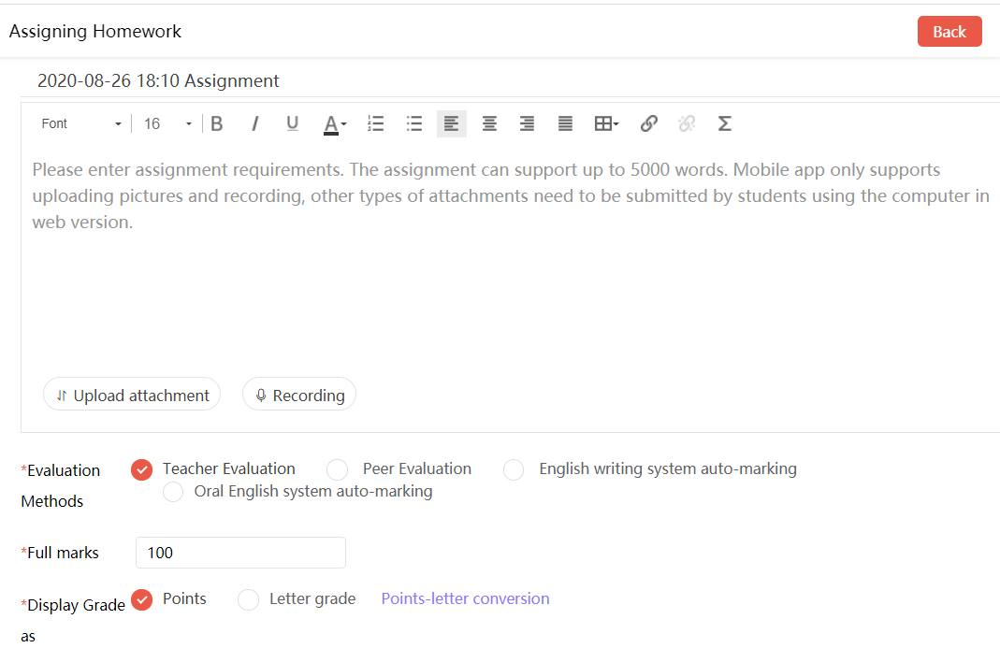 Assigning Homework
Back
2020-08-26 18:10 Assignment
Font 16 B I U A Σ
Please enter assignment requirements. The assignment can support up to 5000 words. Mobile app only supports
uploading pictures and recording, other types of attachments need to be submitted by students using the computer in
web version.
Upload attachment Recording
*Evaluation Methods
Teacher Evaluation Peer Evaluation English writing system auto-marking
Oral English system auto-marking
*Full marks 100
*Display Grade as
Points Letter grade Points-letter conversion